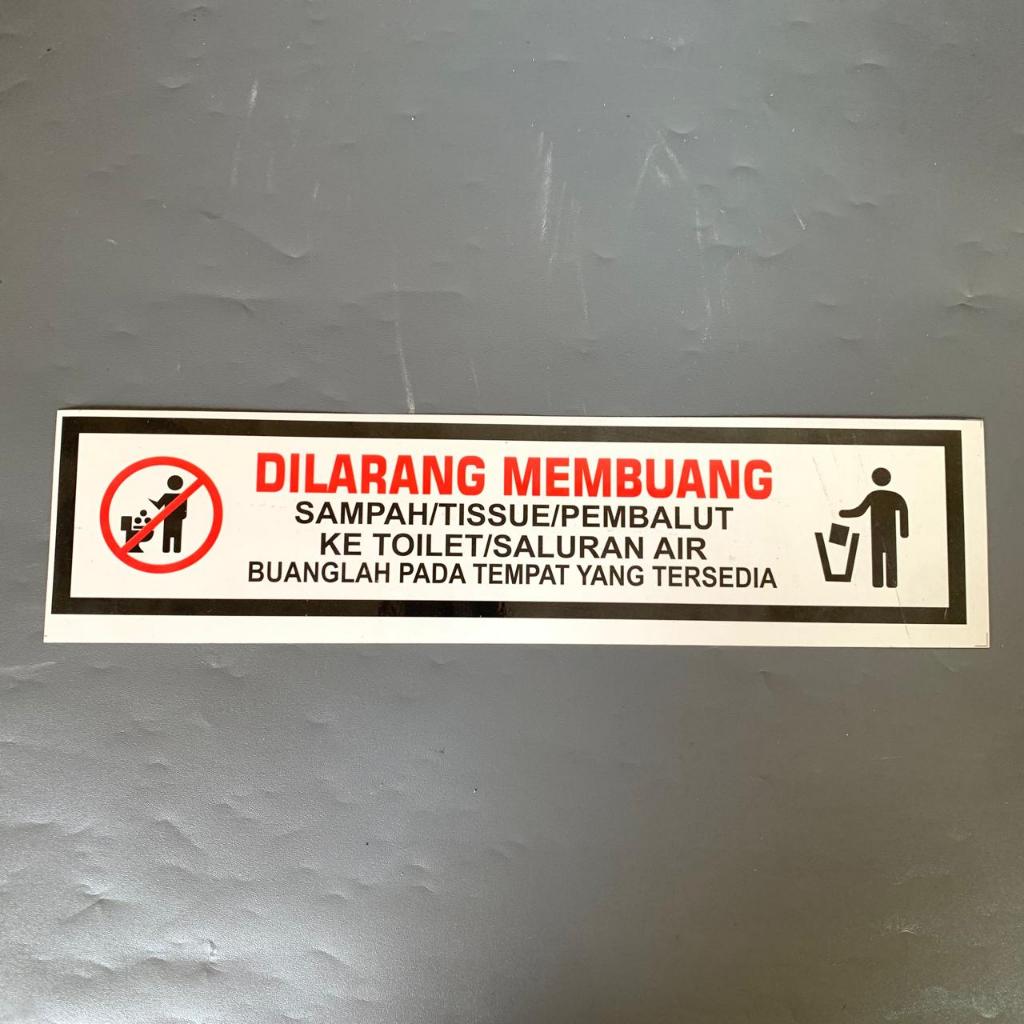 DILARANG MEMBUANG
SAMPAH/TISSUE/PEMBALUT
KE TOILET/SALURAN AIR
BUANGLAH PADA TEMPAT YANG TERSEDIA